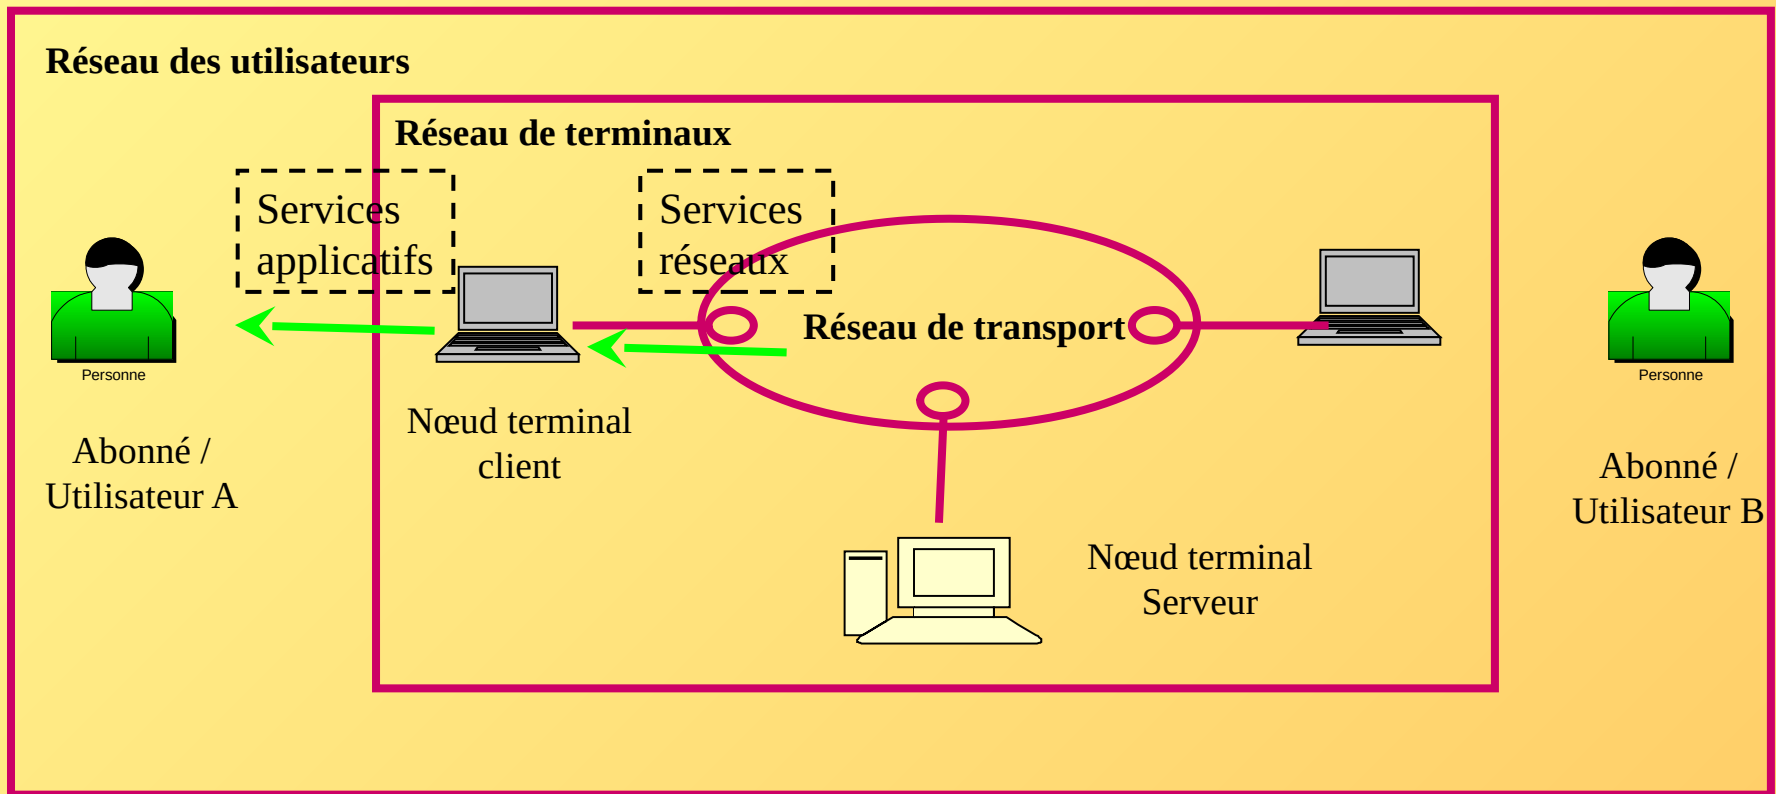 Réseau des utilisateurs
Réseau de terminaux
Services
applicatifs
Services
réseaux
Réseau de transport
Personne
Personne
Nœud terminal
client
Abonné /
Utilisateur A
Abonné /
Utilisateur B
Nœud terminal
Serveur